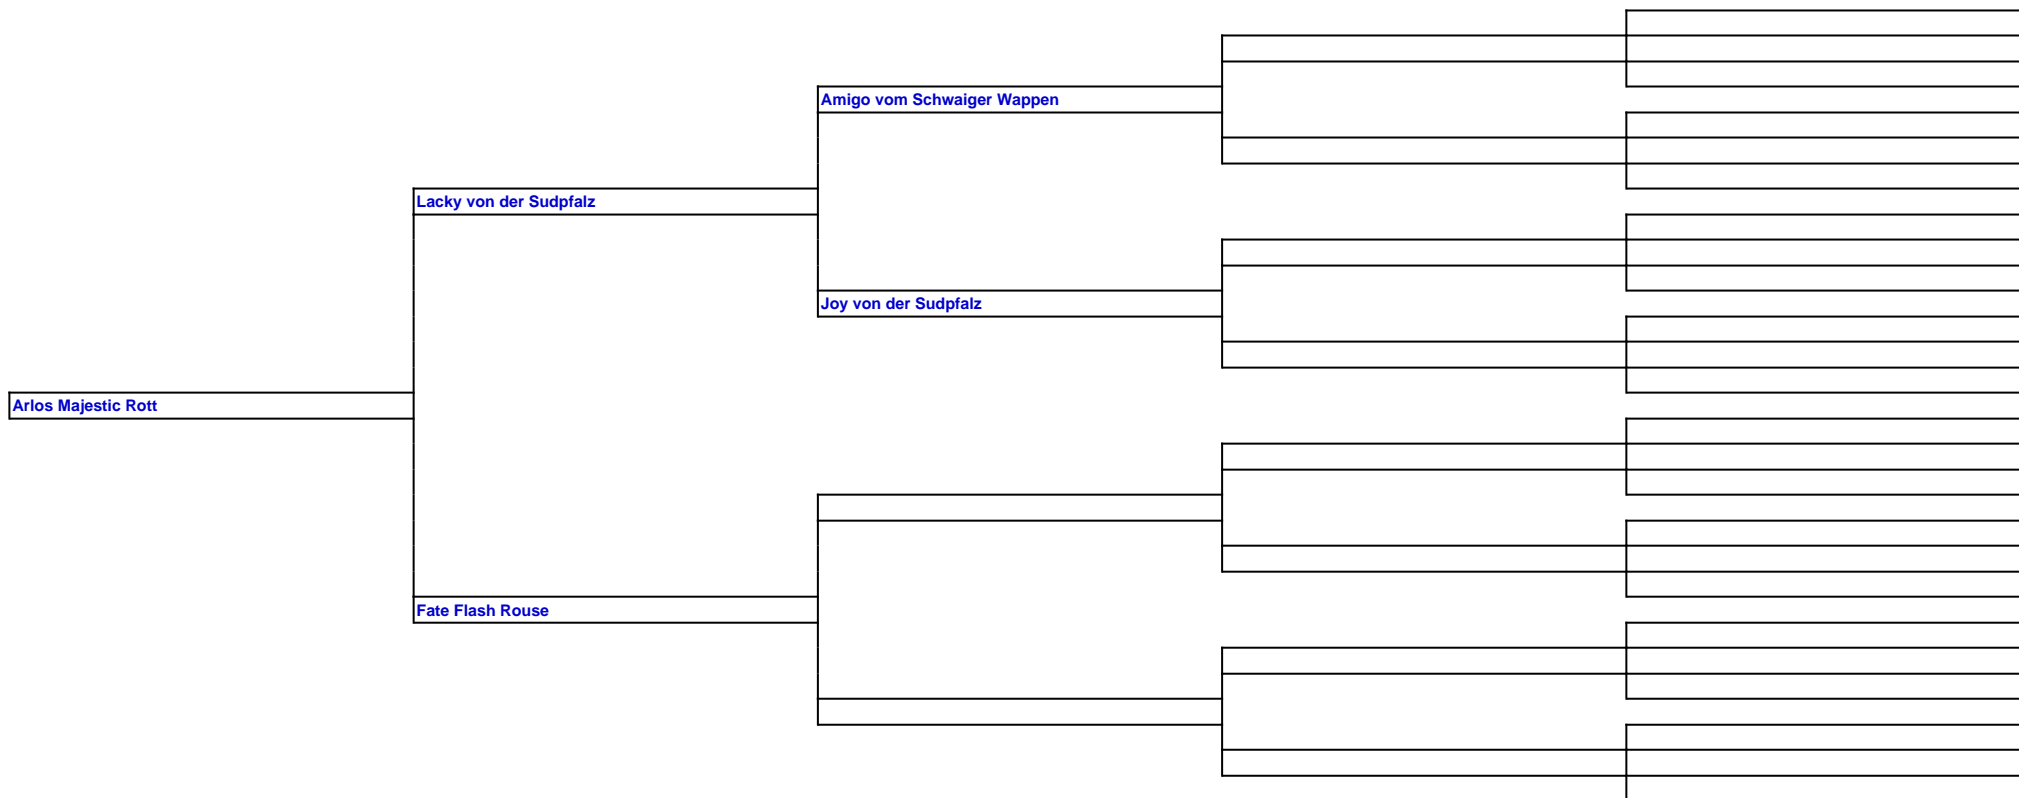 Amigo vom Schwaiger Wappen
Lacky von der Sudpfalz
Joy von der Sudpfalz
Arlos Majestic Rott
Fate Flash Rouse